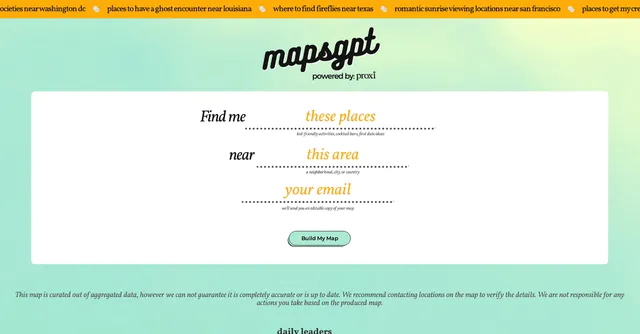 ocieties near washington dc places to have a ghost encounter near louisiana where to find fireflies near texas romantic sunrise viewing locations near san francisco places to get my cre
mapsgpt
powered by: proxi
Find me these places
kid-friendly activities, cocktail bars, first date ideas
near this area
a neighborhood, city, or country
your email
we'll send you an editable copy of your map
Build My Map
This map is curated out of aggregated data, however we can not guarantee it is completely accurate or is up to date. We recommend contacting locations on the map to verify the details. We are not responsible for any
actions you take based on the produced map.
daily leaders